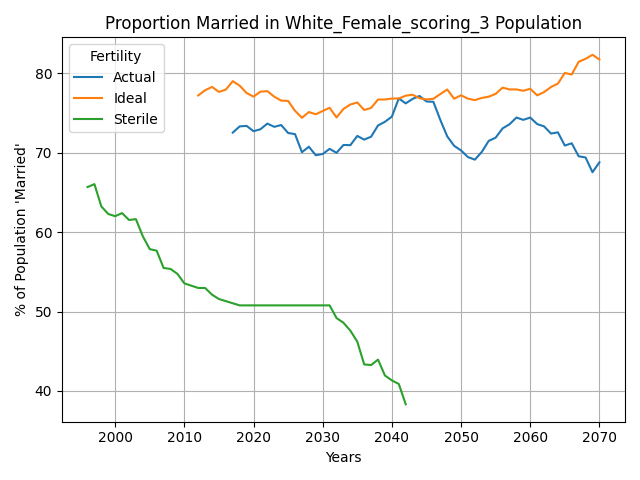 Proportion Married in White_Female_scoring_3 Population
Fertility
Actual
Ideal
Sterile
% of Population 'Married'
80
70
60
50
40
2000
2010
2020
2030
2040
2050
2060
2070
Years